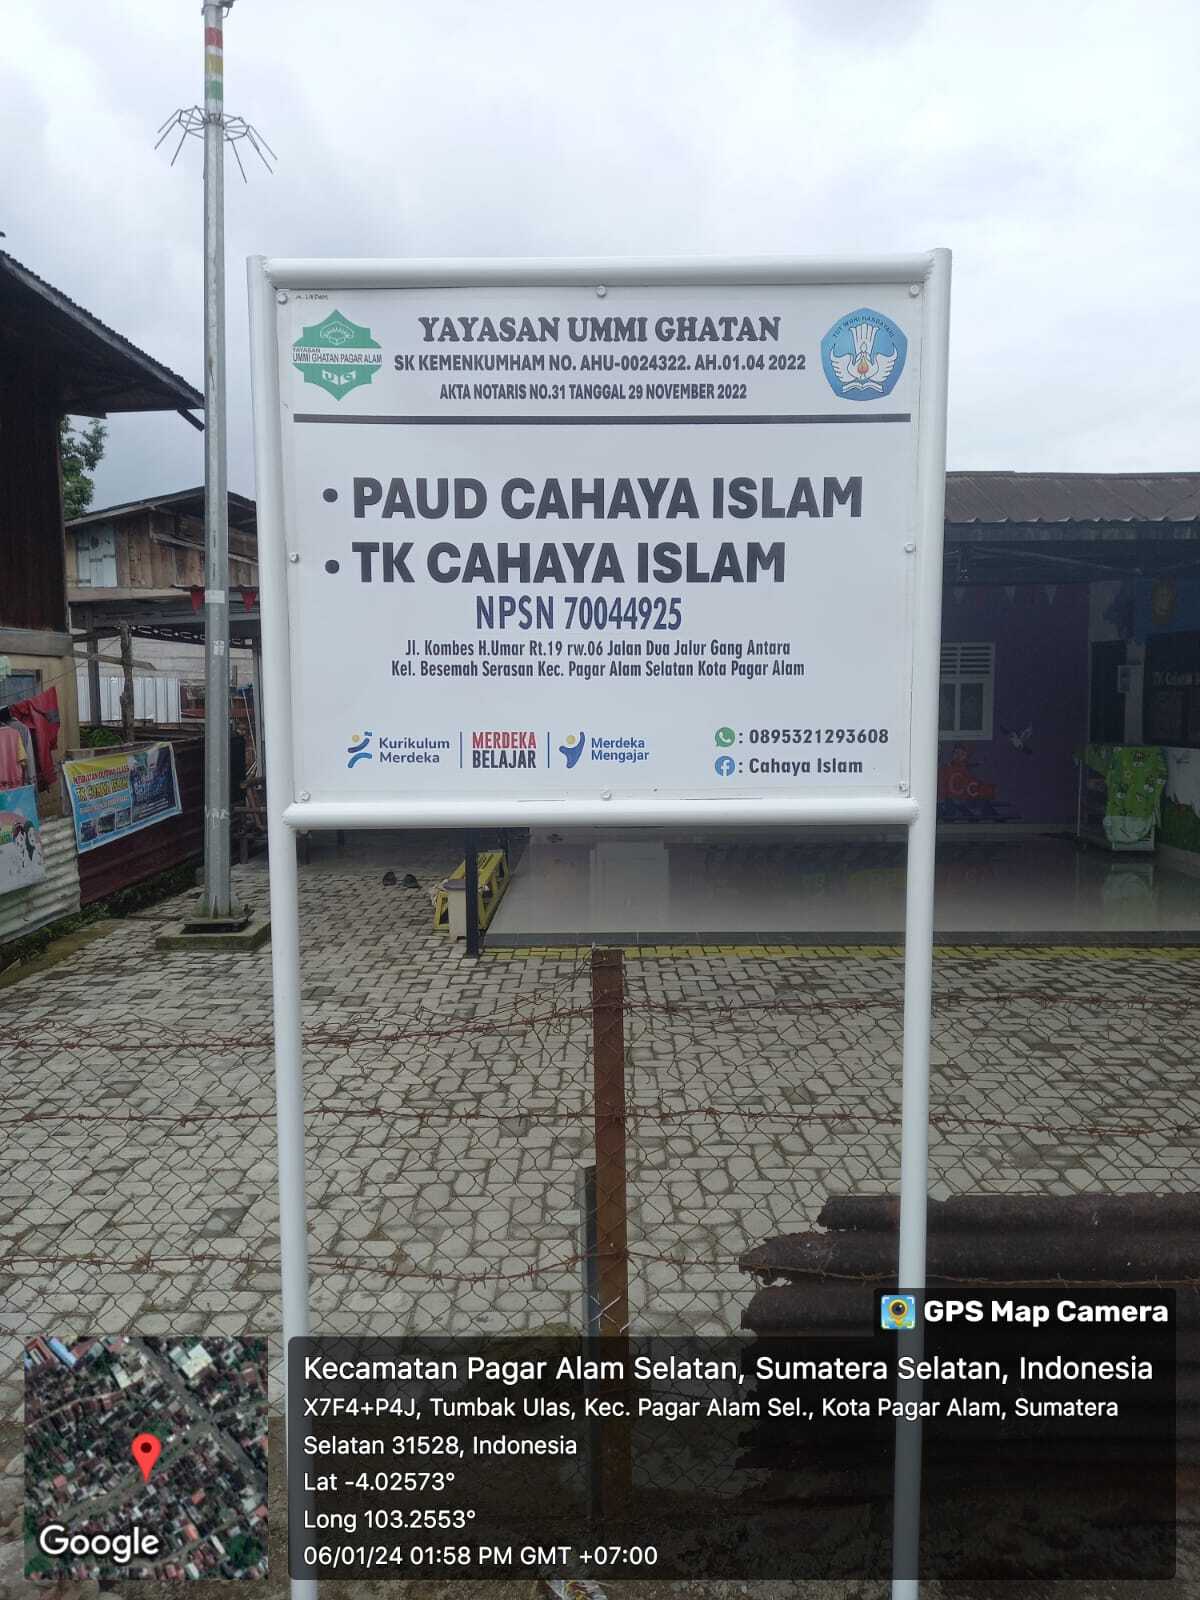 YAYASAN
UMMI GHATAN PAGAR ALAM
YAYASAN UMMI GHATAN
SK KEMENKUMHAM NO. AHU-0024322. AH.01.04 2022
AKTA NOTARIS NO.31 TANGGAL 29 NOVEMBER 2022
TUT WURI HANDAYANI
• PAUD CAHAYA ISLAM
• TK CAHAYA ISLAM
NPSN 70044925
Jl. Kombes H.Umar Rt.19 rw.06 Jalan Dua Jalur Gang Antara
Kel. Besemah Serasan Kec. Pagar Alam Selatan Kota Pagar Alam
Kurikulum
Merdeka
MERDEKA
BELAJAR
Merdeka
Mengajar
: 0895321293608
: Cahaya Islam
TK CAHAYA ISLAM
GPS Map Camera
Kecamatan Pagar Alam Selatan, Sumatera Selatan, Indonesia
X7F4+P4J, Tumbak Ulas, Kec. Pagar Alam Sel., Kota Pagar Alam, Sumatera
Selatan 31528, Indonesia
Lat -4.02573°
Long 103.2553°
06/01/24 01:58 PM GMT +07:00
Google